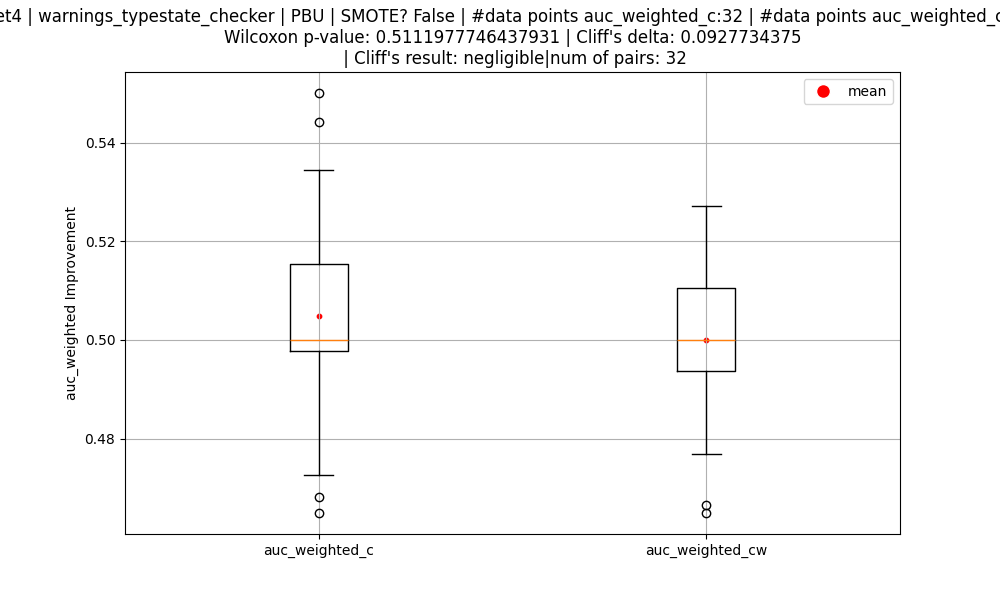 | warnings_typestate_checker | PBU | SMOTE? False | #data points auc_weighted_c:32 | #data points
Wilcoxon p-value: 0.5111977746437931 | Cliff's delta: 0.0927734375
| Cliff's result: negligible|num of pairs: 32
mean
0.54
0.52
0.50
0.48
auc_weighted Improvement
auc_weighted_c
auc_weighted_cw